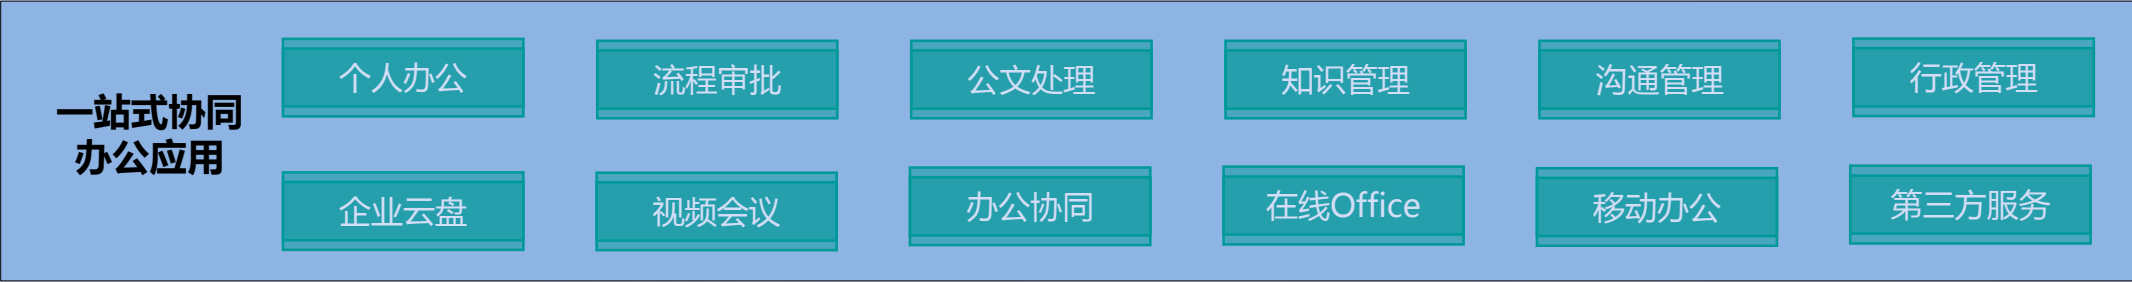 一站式协同
办公应用
个人办公
流程审批
公文处理
知识管理
沟通管理
行政管理
企业云盘
视频会议
办公协同
在线Office
移动办公
第三方服务